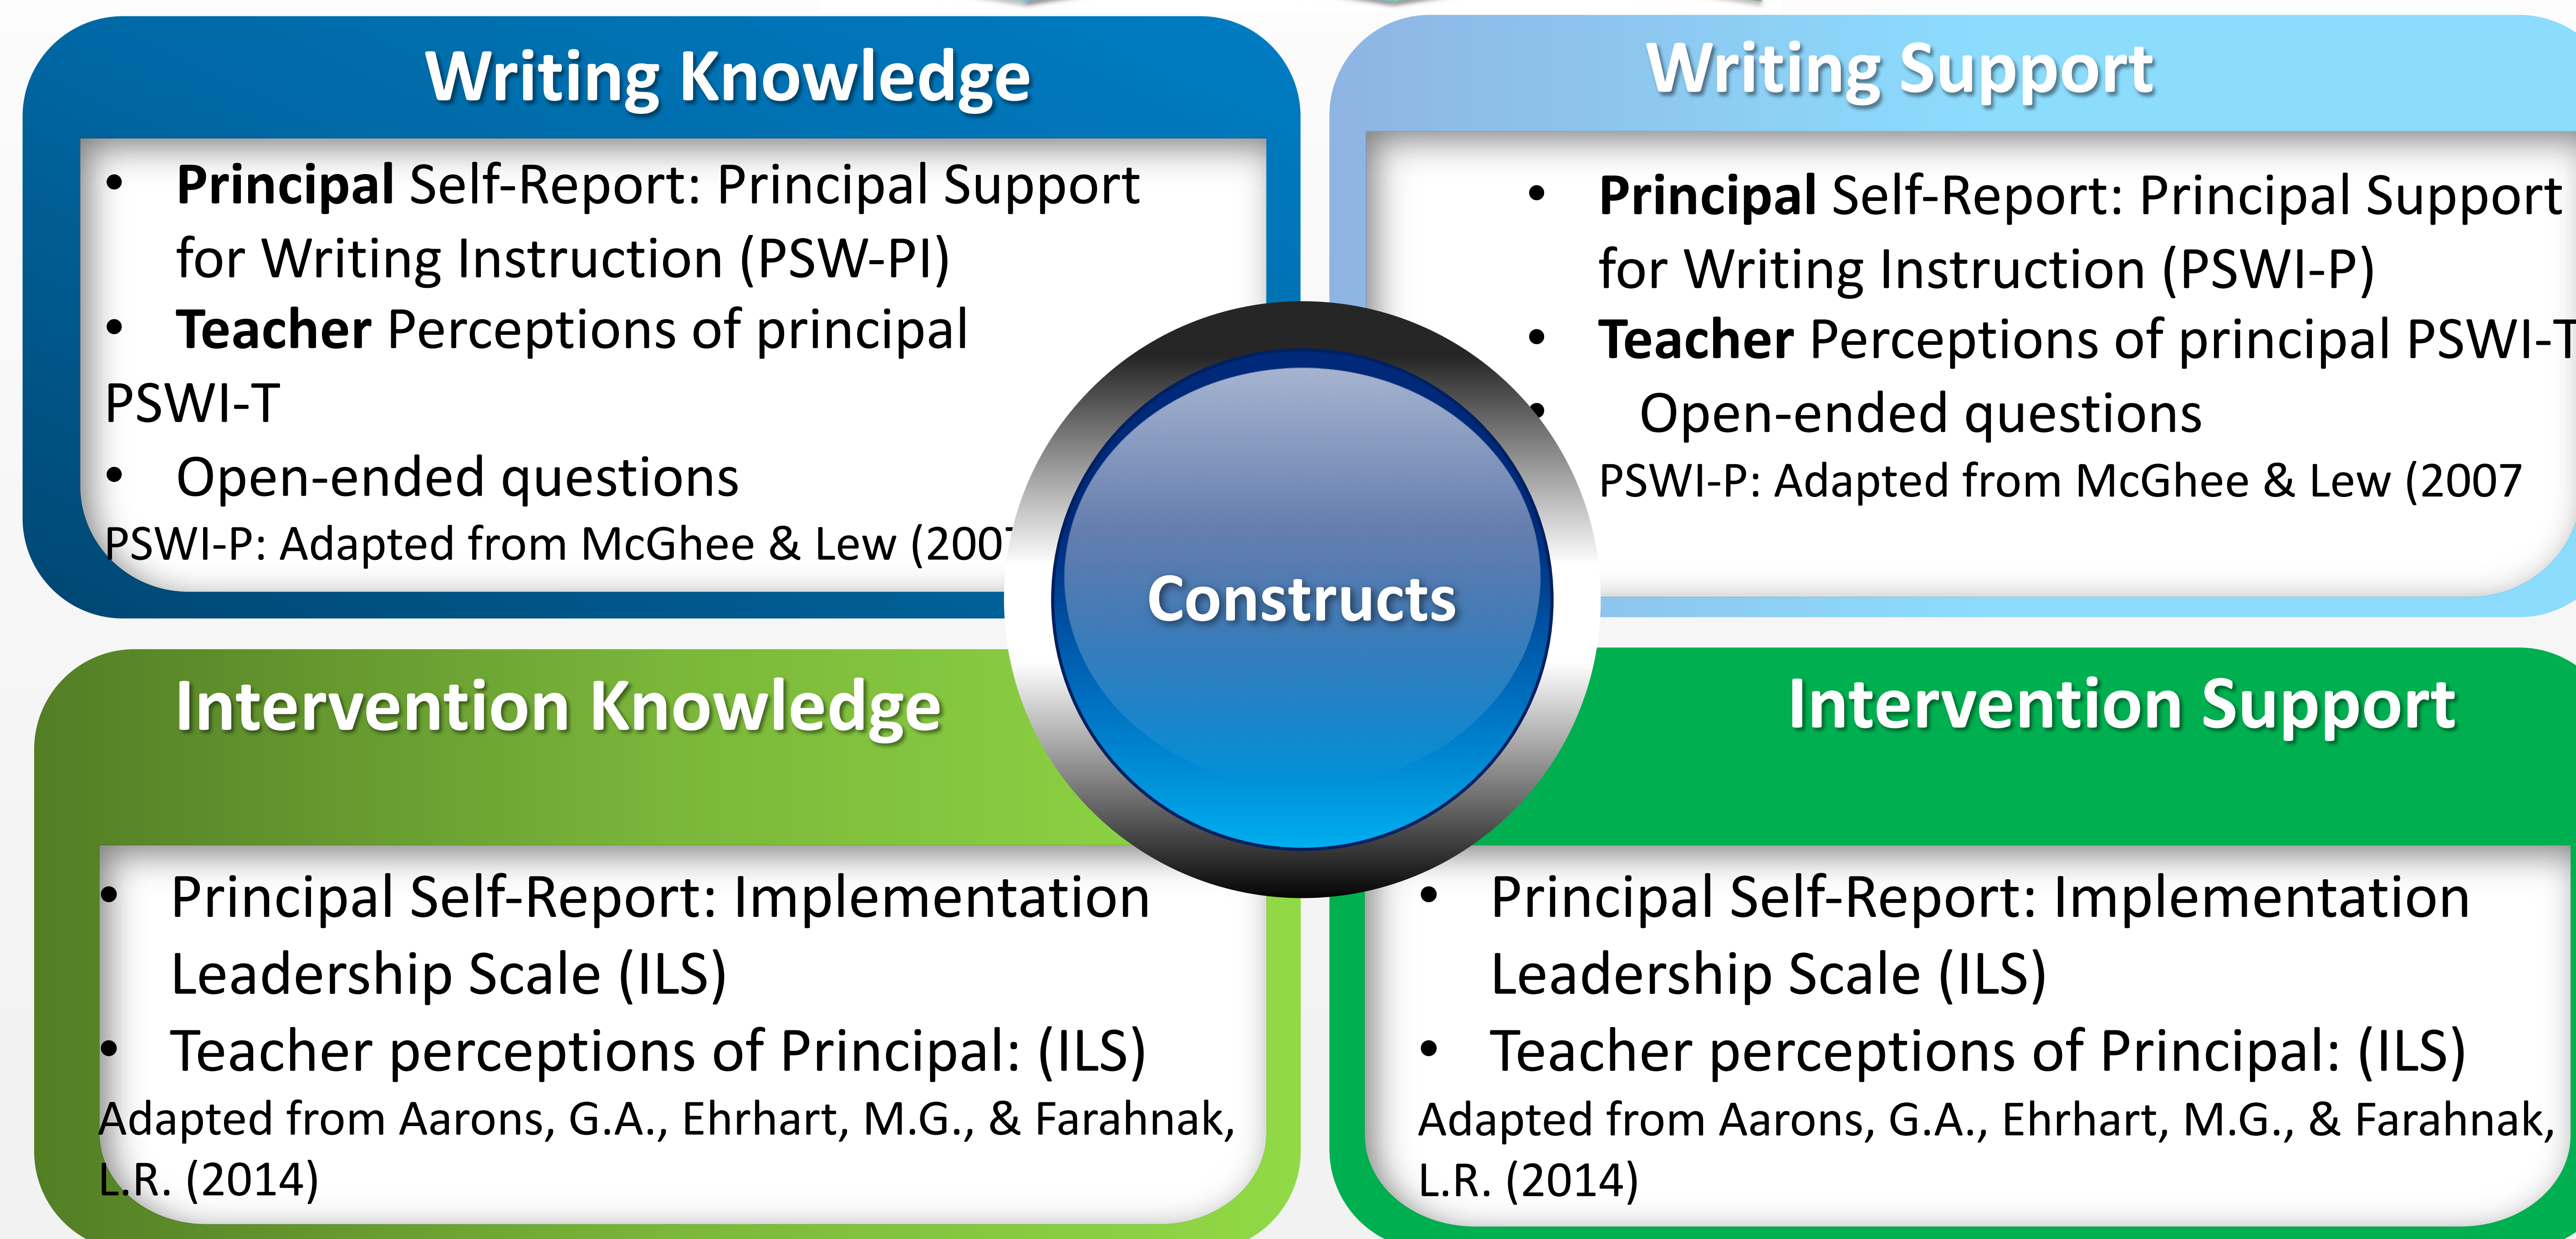 Writing Knowledge
• Principal Self-Report: Principal Support
for Writing Instruction (PSW-PI)
• Teacher Perceptions of principal
PSWI-T
• Open-ended questions
PSWI-P: Adapted from McGhee & Lew (2007
Writing Support
• Principal Self-Report: Principal Support
for Writing Instruction (PSWI-P)
• Teacher Perceptions of principal PSWI-T
• Open-ended questions
PSWI-P: Adapted from McGhee & Lew (2007
Constructs
Intervention Knowledge
• Principal Self-Report: Implementation
Leadership Scale (ILS)
• Teacher perceptions of Principal: (ILS)
Adapted from Aarons, G.A., Ehrhart, M.G., & Farahnak,
L.R. (2014)
Intervention Support
• Principal Self-Report: Implementation
Leadership Scale (ILS)
• Teacher perceptions of Principal: (ILS)
Adapted from Aarons, G.A., Ehrhart, M.G., & Farahnak,
L.R. (2014)